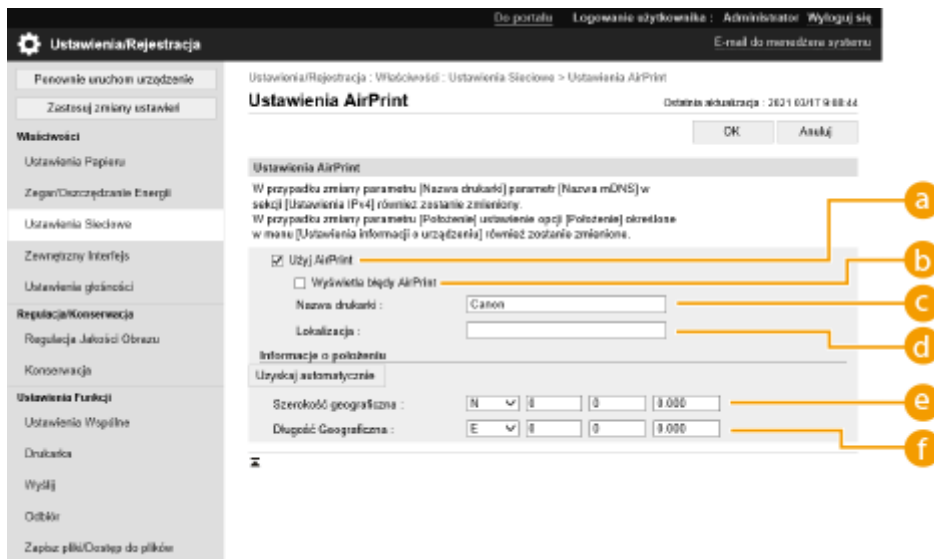 Do portalu Logowanie użytkownika : Administrator Wyloguj się
Ustawienia/Rejestracja E-mail do menedżera systemu
Ponownie uruchom urządzenie
Zastosuj zmiany ustawień
Właściwości
Ustawienia Papieru
Zegar/Oszczędzanie Energii
Ustawienia Sieciowe
Zewnętrzny Interfejs
Ustawienia głośności
Regulacja/Konserwacja
Regulacja Jakości Obrazu
Konserwacja
Ustawienia Funkcji
Ustawienia Wspólne
Drukarka
Wyślij
Odbiór
Zapisz pliki/Dostęp do plików
Ustawienia/Rejestracja : Właściwości : Ustawienia Sieciowe > Ustawienia AirPrint
Ustawienia AirPrint
Ostatnia aktualizacja : 2021 03/17 9:08:44
OK Anuluj
Ustawienia AirPrint
W przypadku zmiany parametru [Nazwa drukarki] parametr [Nazwa mDNS] w
sekcji [Ustawienia IPv4] również zostanie zmieniony.
W przypadku zmiany parametru [Położenie] ustawienie opcji [Położenie] określone
w menu [Ustawienia informacji o urządzeniu] również zostanie zmienione.
Użyj AirPrint
Wyświetla błędy AirPrint
Nazwa drukarki : Canon
Lokalizacja :
Informacje o położeniu
Uzyskaj automatycznie
Szerokość geograficzna : N 0 0 0.000
Długość Geograficzna : E 0 0 0.000
a
b
c
d
e
f